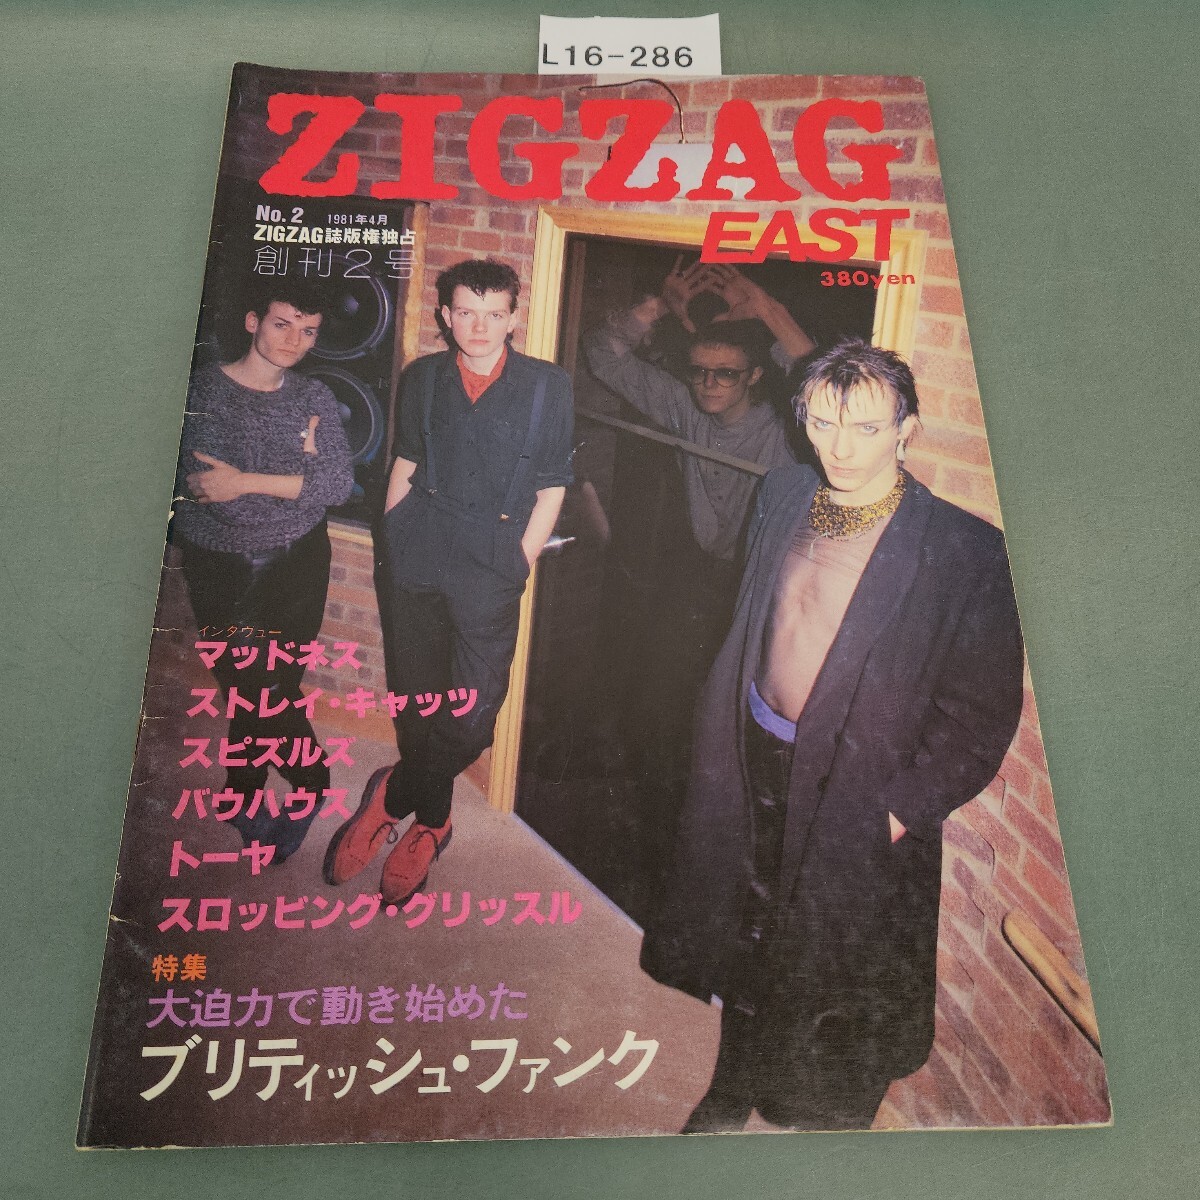 L16-286
ZIGZAG
EAST
380yen
No.2 1981年4月
ZIGZAG誌版権独占
創刊2号
インタヴュー
マッドネス
ストレイ・キャッツ
スピズルズ
バウハウス
トーヤ
スロッビング・グリッスル
特集
大迫力で動き始めた
ブリティッシュ・ファンク